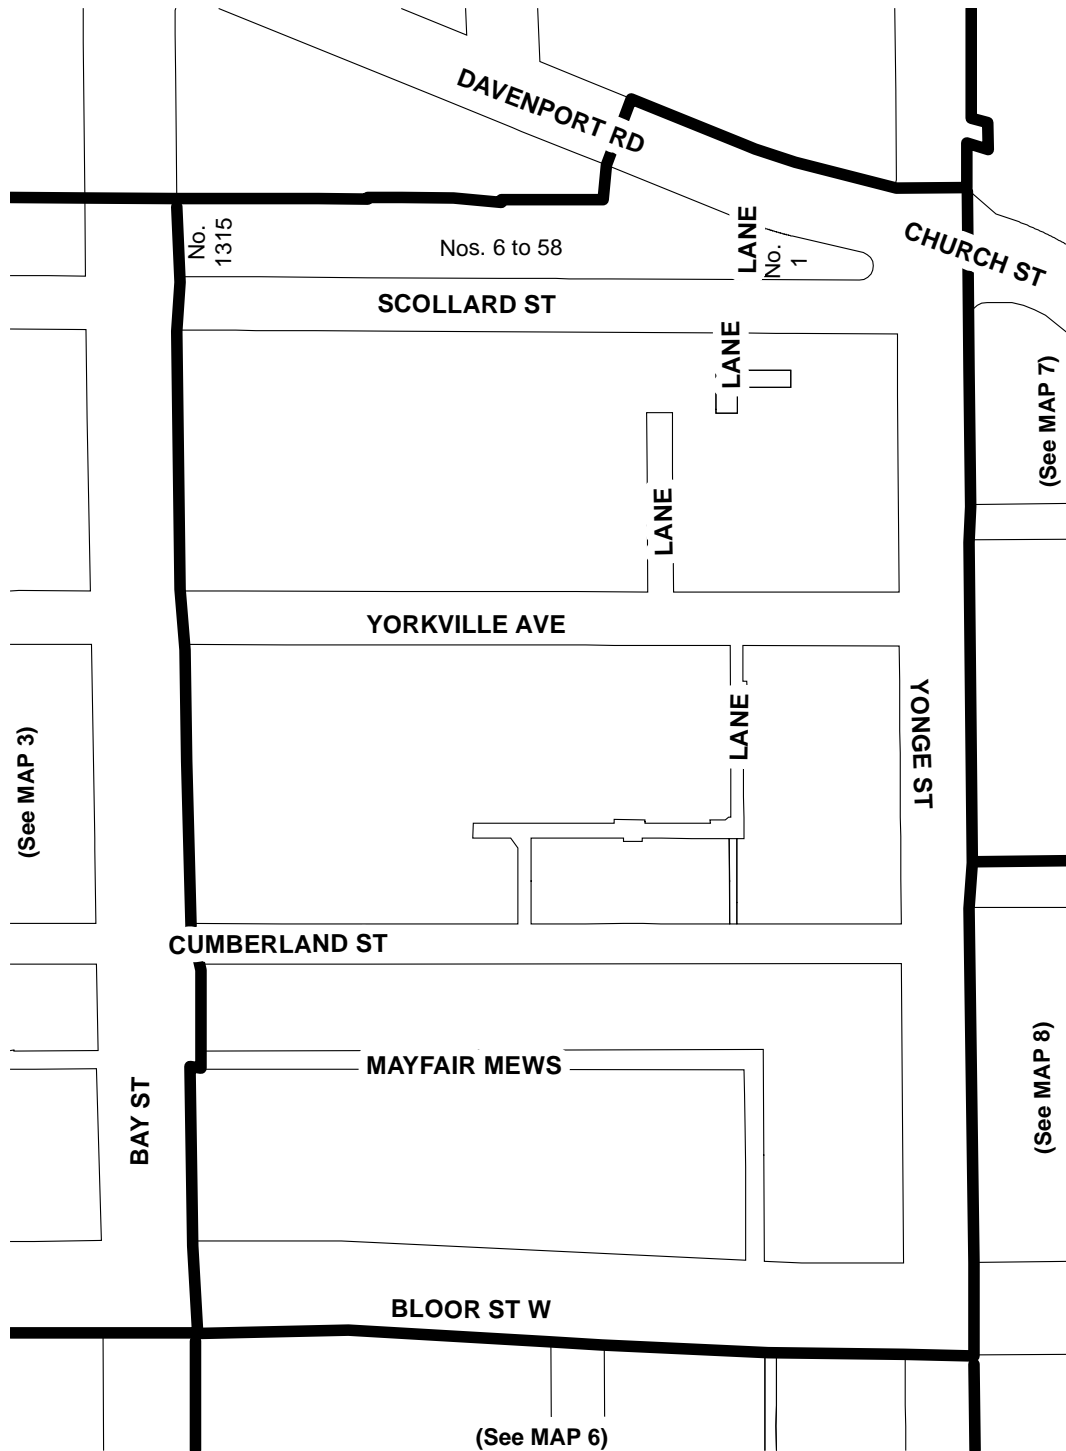 DAVENPORT RD
No.
1315
Nos. 6 to 58
LANE
No.
1
CHURCH ST
SCOLLARD ST
LANE
(See MAP 7)
LANE
YORKVILLE AVE
LANE
YONGE ST
(See MAP 3)
CUMBERLAND ST
MAYFAIR MEWS
BAY ST
(See MAP 8)
BLOOR ST W
(See MAP 6)